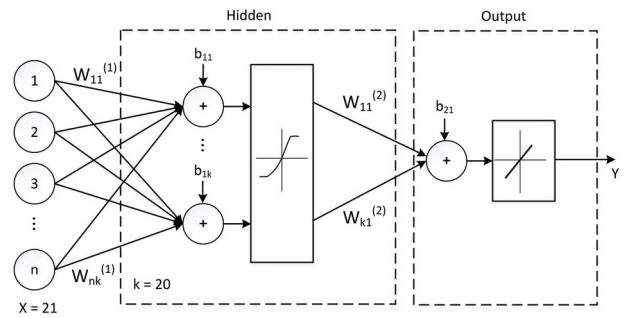 Hidden
Output
1
2
3
⋮
n
X = 21
W₁₁⁽¹⁾
Wₙₖ⁽¹⁾
b₁₁
+
⋮
b₁ₖ
+
k = 20
W₁₁⁽²⁾
Wₖ₁⁽²⁾
b₂₁
+
Y